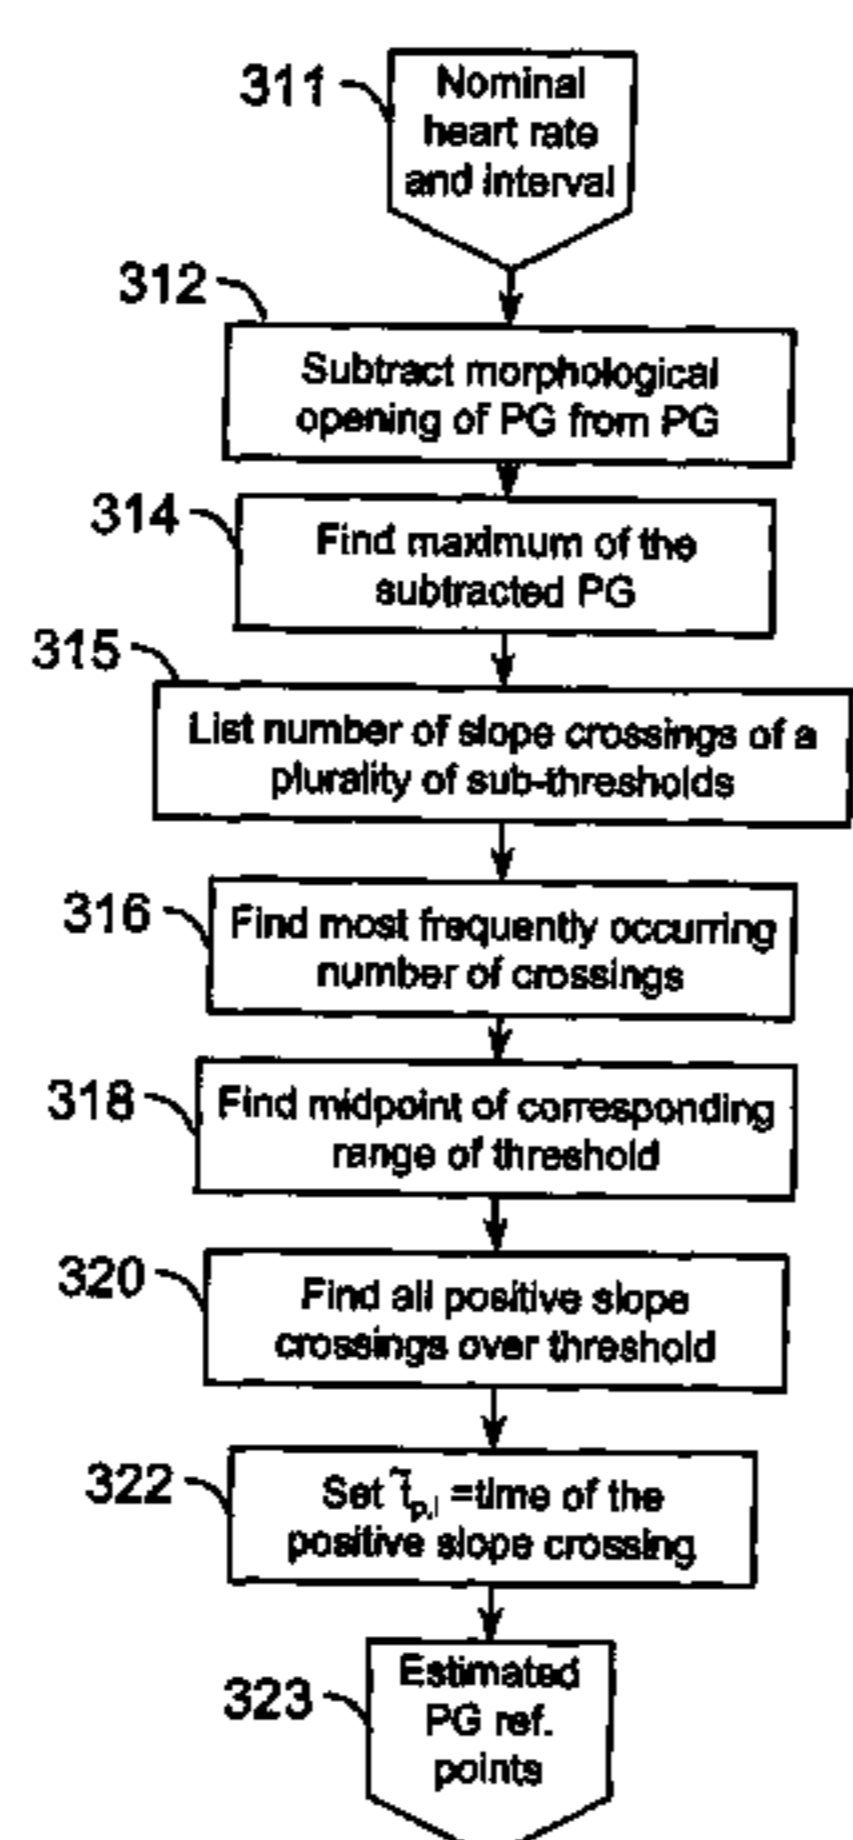 311
Nominal
heart rate
and interval
312
Subtract morphological
opening of PG from PG
314
Find maximum of the
subtracted PG
315
List number of slope crossings of a
plurality of sub-thresholds
316
Find most frequently occurring
number of crossings
318
Find midpoint of corresponding
range of threshold
320
Find all positive slope
crossings over threshold
322
Set t̃p,i =time of the
positive slope crossing
323
Estimated
PG ref.
points